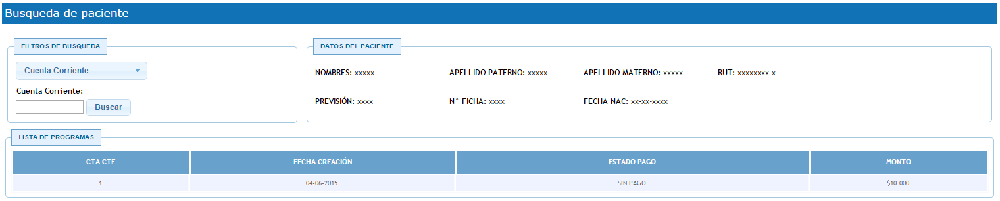 Busqueda de paciente
FILTROS DE BUSQUEDA
Cuenta Corriente
Cuenta Corriente:
Buscar
DATOS DEL PACIENTE
NOMBRES: xxxxx APELLIDO PATERNO: xxxxx APELLIDO MATERNO: xxxxx RUT: xxxxxxxx-x
PREVISIÓN: xxxx N° FICHA: xxxx FECHA NAC: xx-xx-xxxx
LISTA DE PROGRAMAS
CTA CTE FECHA CREACIÓN ESTADO PAGO MONTO
1 04-06-2015 SIN PAGO $10.000